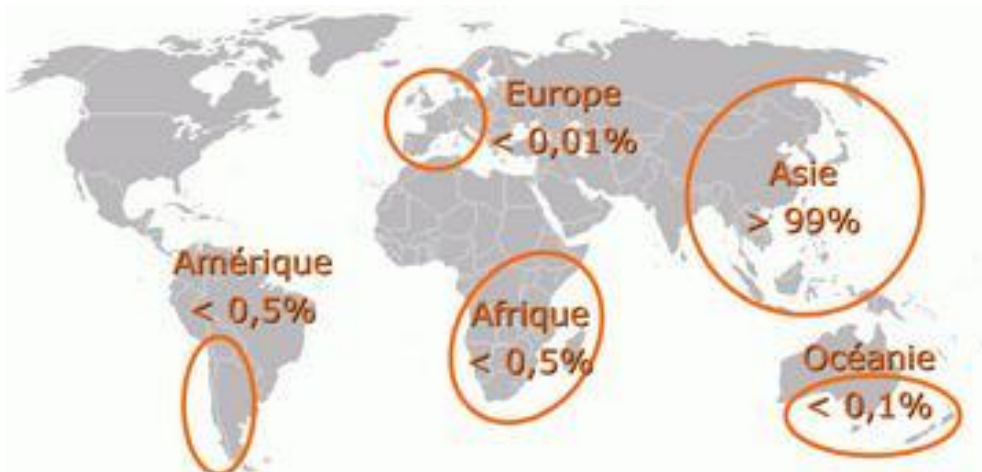 Europe
< 0,01%
Asie
> 99%
Amérique
< 0,5%
Afrique
< 0,5%
Océanie
< 0,1%